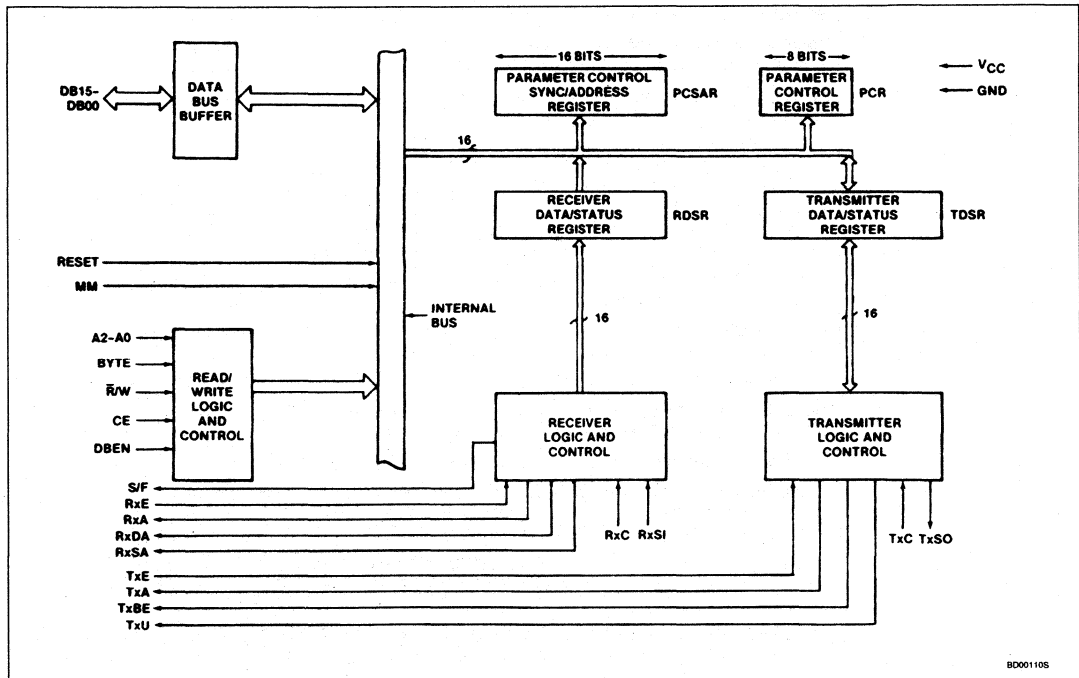 16 BITS
8 BITS
DB15-
DB00
DATA
BUS
BUFFER
PARAMETER CONTROL
SYNC/ADDRESS
REGISTER
PCSAR
PARAMETER
CONTROL
REGISTER
PCR
VCC
GND
16
RECEIVER
DATA/STATUS
REGISTER
RDSR
TRANSMITTER
DATA/STATUS
REGISTER
TDSR
RESET
MM
INTERNAL
BUS
16
16
A2-A0
BYTE
R̅/W
CE
DBEN
READ/
WRITE
LOGIC
AND
CONTROL
RECEIVER
LOGIC AND
CONTROL
TRANSMITTER
LOGIC AND
CONTROL
S/F
RxE
RxA
RxDA
RxSA
RxC
RxSI
TxC
TxSO
TxE
TxA
TxBE
TxU
BD00110S